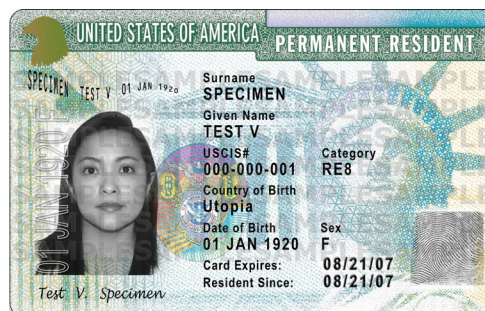 UNITED STATES OF AMERICA
PERMANENT RESIDENT
SPECIMEN TEST V 01 JAN 1920
Surname
SPECIMEN
Given Name
TEST V
USCIS# Category
000-000-001 RE8
Country of Birth
Utopia
Date of Birth Sex
01 JAN 1920 F
Card Expires: 08/21/07
Resident Since: 08/21/07
01 JAN 1920 F
Test V. Specimen